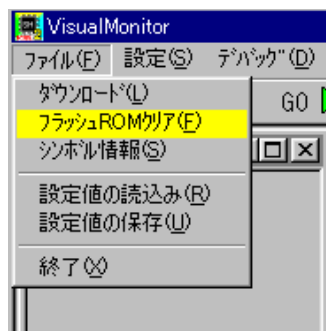 VisualMonitor
ファイル(F) 設定(S) デバッグ(D)
ダウンロード(L)
GO
フラッシュROMクリア(F)
シンボル情報(S)
設定値の読込み(R)
設定値の保存(U)
終了(X)